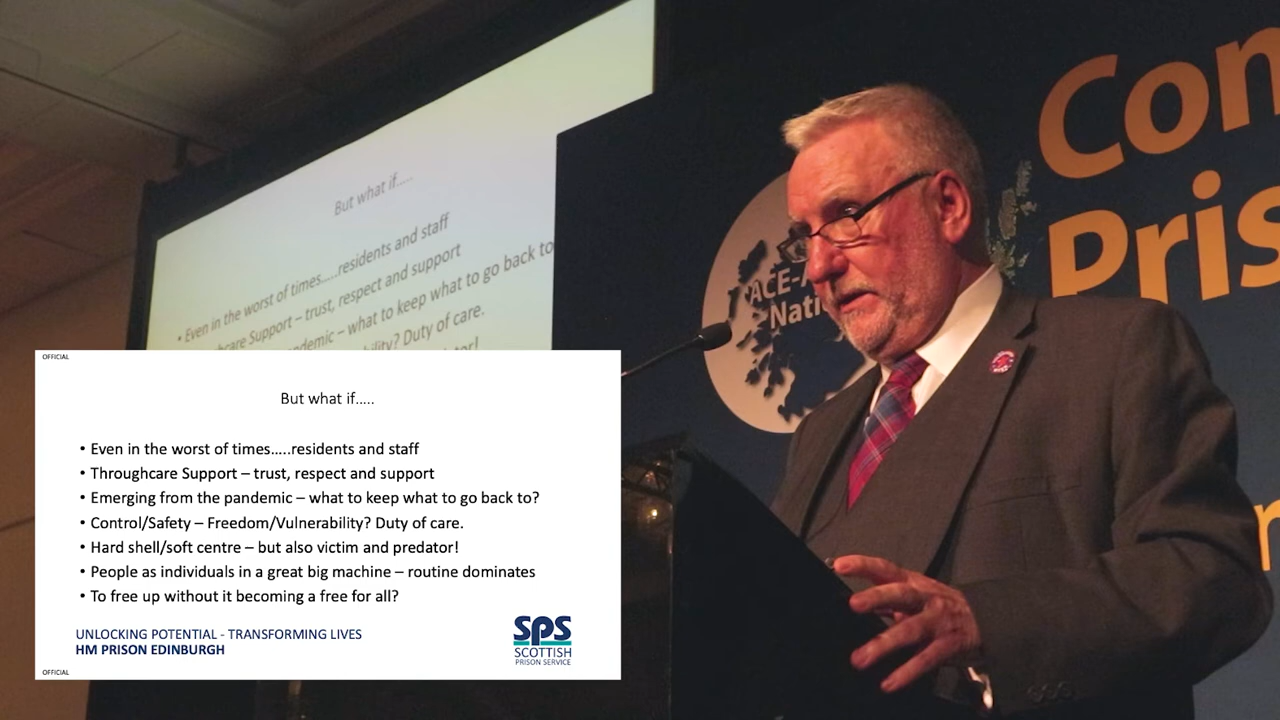 But what if.....
• Even in the worst of times.....residents and staff
hcare Support – trust, respect and support
ndemic – what to keep what to go back to
bility? Duty of care.
tor!
Con
Pris
ACE-A
Nati
r
OFFICIAL
But what if.....
• Even in the worst of times.....residents and staff
• Throughcare Support – trust, respect and support
• Emerging from the pandemic – what to keep what to go back to?
• Control/Safety – Freedom/Vulnerability? Duty of care.
• Hard shell/soft centre – but also victim and predator!
• People as individuals in a great big machine – routine dominates
• To free up without it becoming a free for all?
UNLOCKING POTENTIAL - TRANSFORMING LIVES
HM PRISON EDINBURGH
SPS
SCOTTISH
PRISON SERVICE
OFFICIAL